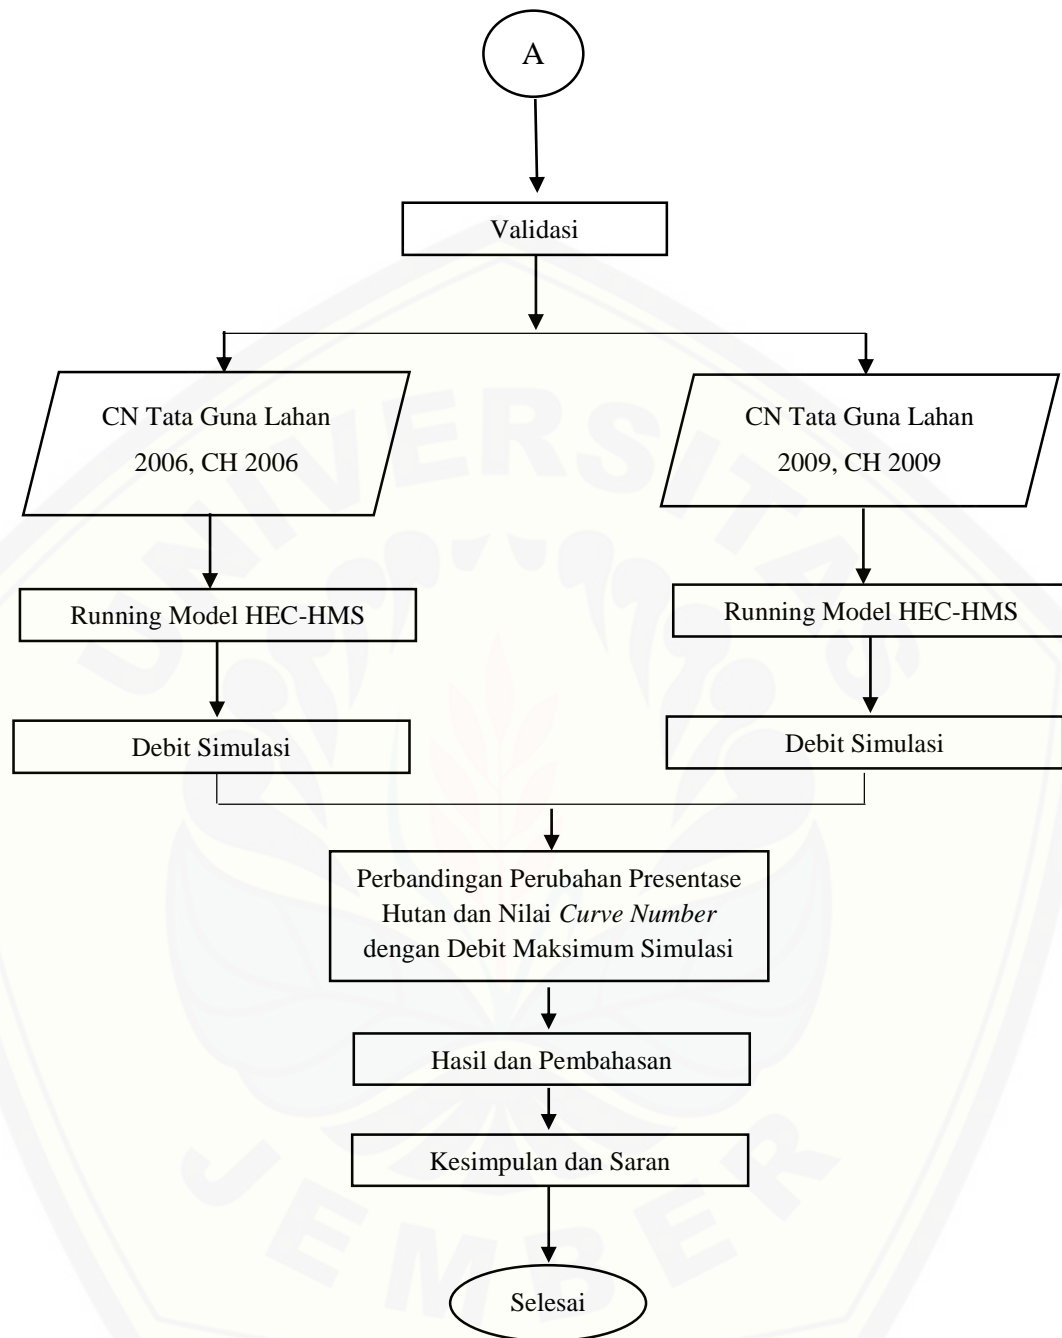 A
Validasi
CN Tata Guna Lahan
2006, CH 2006
CN Tata Guna Lahan
2009, CH 2009
Running Model HEC-HMS
Running Model HEC-HMS
Debit Simulasi
Debit Simulasi
Perbandingan Perubahan Presentase
Hutan dan Nilai Curve Number
dengan Debit Maksimum Simulasi
Hasil dan Pembahasan
Kesimpulan dan Saran
Selesai
UNIVERSITAS
JEMBER